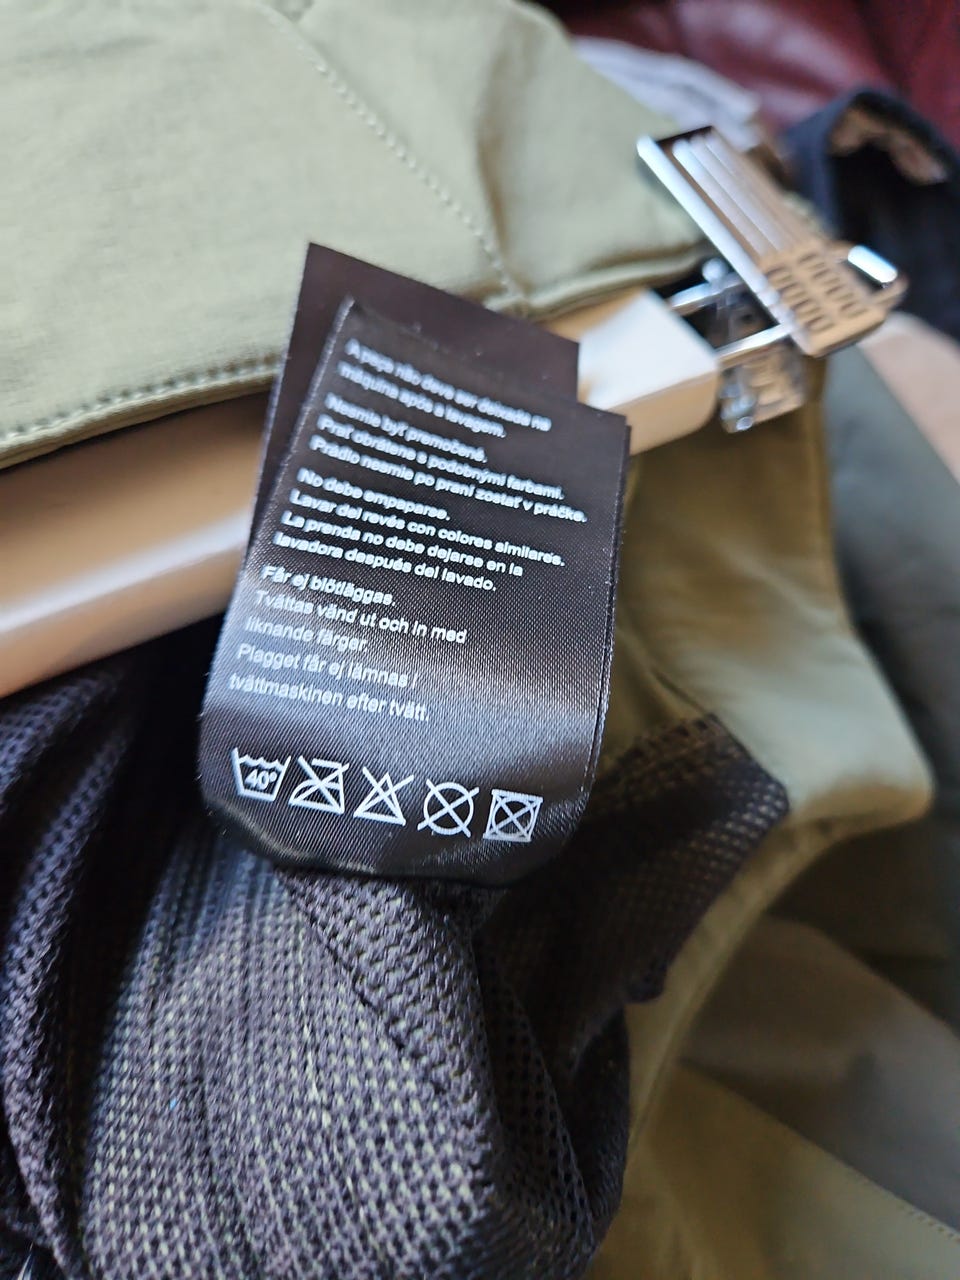 A peça não deve ser deixada na
máquina após a lavagem.
Nesmie byť premočené.
Prať obrátene s podobnými farbami.
Prádlo nesmie po praní zostať v práčke.
No debe empaparse.
Lavar del revés con colores similares.
La prenda no debe dejarse en la
lavadora después del lavado.
Får ej blötläggas.
Tvättas vänd ut och in med
liknande färger.
Plagget får ej lämnas i
tvättmaskinen efter tvätt.
40°